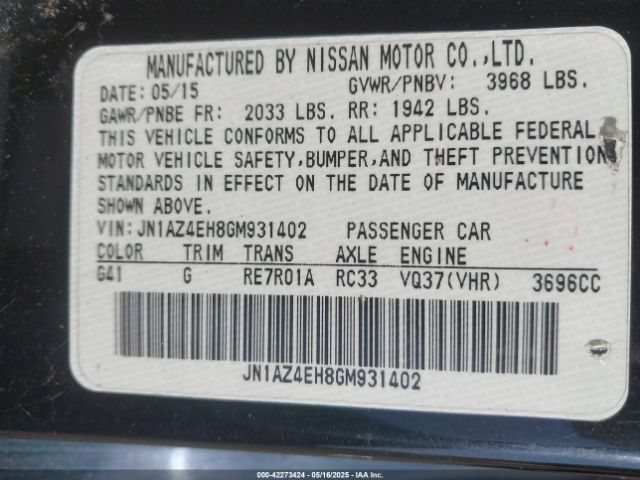 MANUFACTURED BY NISSAN MOTOR CO.,LTD.
DATE: 05/15 GVWR/PNBV: 3968 LBS.
GAWR/PNBE FR: 2033 LBS. RR: 1942 LBS.
THIS VEHICLE CONFORMS TO ALL APPLICABLE FEDERAL
MOTOR VEHICLE SAFETY,BUMPER,AND THEFT PREVENTION
STANDARDS IN EFFECT ON THE DATE OF MANUFACTURE
SHOWN ABOVE.
VIN: JN1AZ4EH8GM931402 PASSENGER CAR
COLOR TRIM TRANS AXLE ENGINE
G41 G RE7R01A RC33 VQ37(VHR) 3696CC
JN1AZ4EH8GM931402
000-42273424 - 05/16/2025 - IAA Inc.